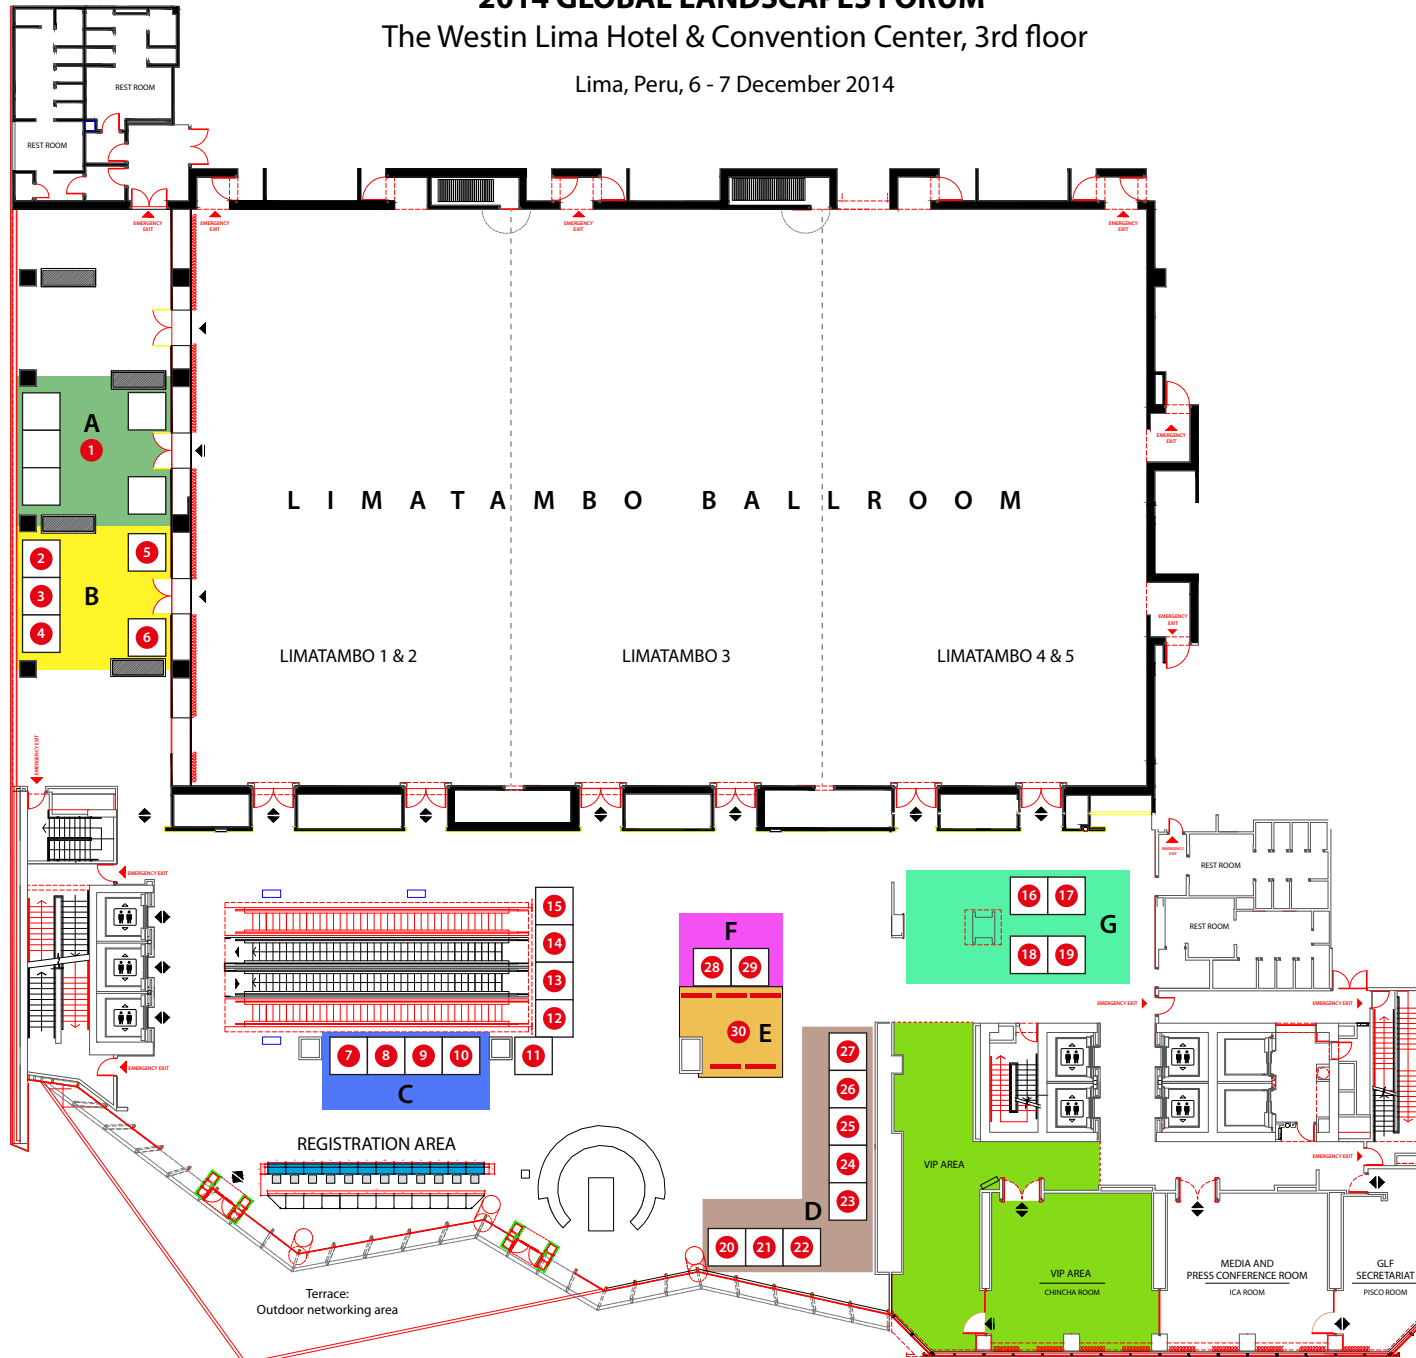 2014 GLOBAL LANDSCAPES FORUM
The Westin Lima Hotel & Convention Center, 3rd floor
Lima, Peru, 6 - 7 December 2014
REST ROOM
REST ROOM
EMERGENCY
EXIT
EMERGENCY
EXIT
EMERGENCY
EXIT
EMERGENCY
EXIT
A
1
EMERGENCY
EXIT
LIMATAMBO BALLROOM
2
5
3
B
4
6
EMERGENCY
EXIT
LIMATAMBO 1 & 2
LIMATAMBO 3
LIMATAMBO 4 & 5
EMERGENCY EXIT
EMERGENCY
EXIT
REST ROOM
EMERGENCY EXIT
15
16
17
14
F
G
REST ROOM
28
29
18
19
13
12
30
E
EMERGENCY EXIT
EMERGENCY EXIT
7
8
9
10
11
27
EMERGENCY EXIT
C
26
25
REGISTRATION AREA
24
VIP AREA
EMERGENCY EXIT
23
D
20
21
22
VIP AREA
CHINCHA ROOM
MEDIA AND
PRESS CONFERENCE ROOM
ICA ROOM
GLF
SECRETARIAT
PISCO ROOM
Terrace:
Outdoor networking area